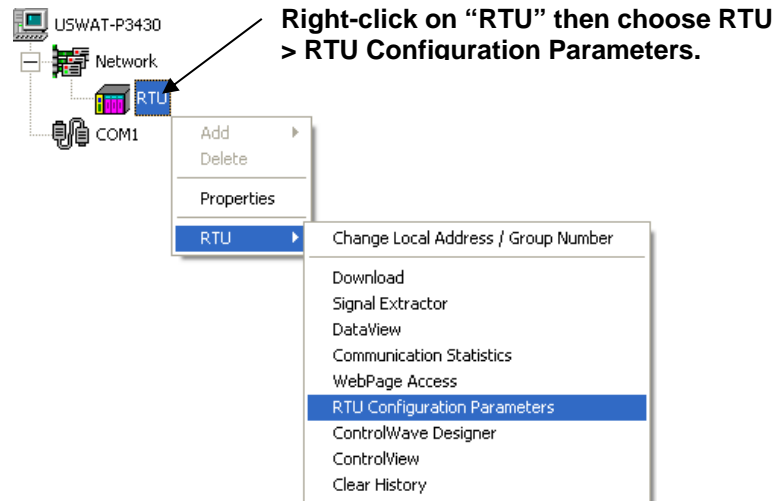 USWAT-P3430
Right-click on “RTU” then choose RTU
> RTU Configuration Parameters.
Network
RTU
COM1
Add
Delete
Properties
RTU
Change Local Address / Group Number
Download
Signal Extractor
DataView
Communication Statistics
WebPage Access
RTU Configuration Parameters
ControlWave Designer
ControlView
Clear History